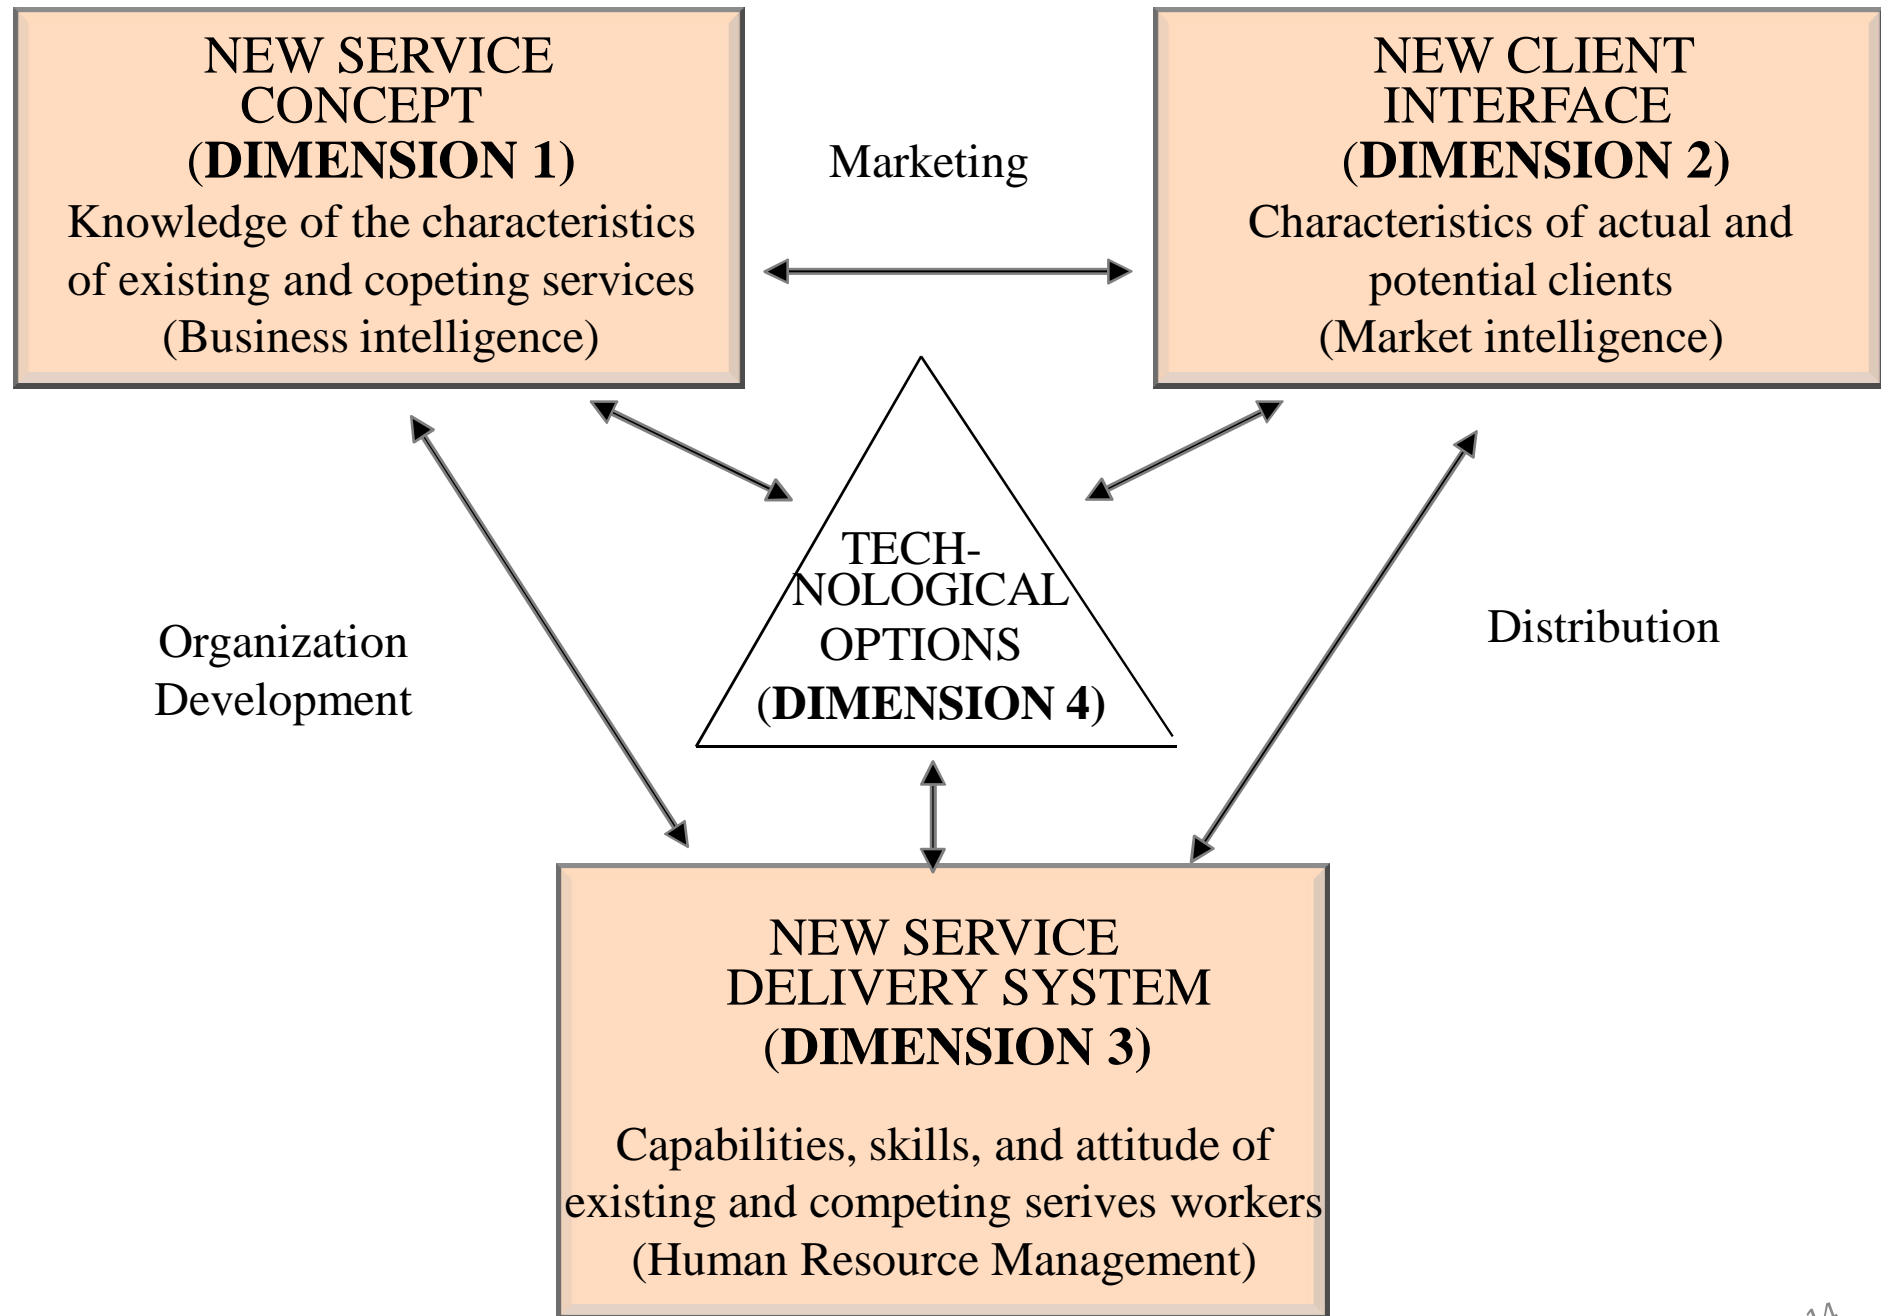 NEW SERVICE
CONCEPT
(DIMENSION 1)
Knowledge of the characteristics
of existing and copeting services
(Business intelligence)
Marketing
NEW CLIENT
INTERFACE
(DIMENSION 2)
Characteristics of actual and
potential clients
(Market intelligence)
TECH-
NOLOGICAL
OPTIONS
(DIMENSION 4)
Organization
Development
Distribution
NEW SERVICE
DELIVERY SYSTEM
(DIMENSION 3)
Capabilities, skills, and attitude of
existing and competing serives workers
(Human Resource Management)